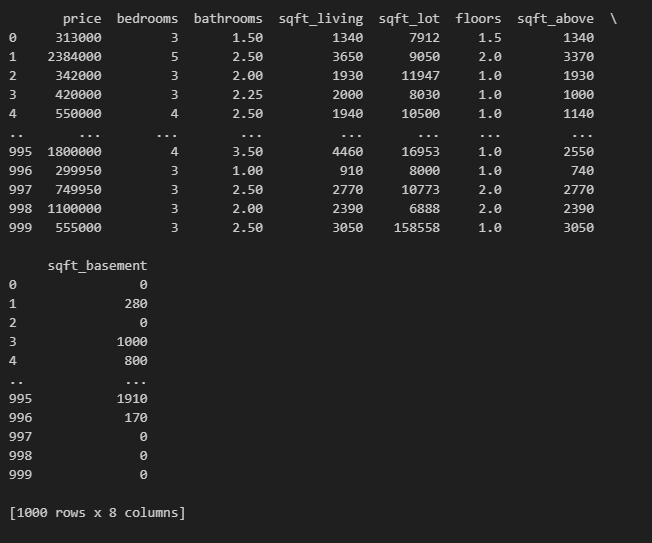 price  bedrooms  bathrooms  sqft_living  sqft_lot  floors  sqft_above  \
0      313000         3       1.50         1340      7912     1.5        1340
1     2384000         5       2.50         3650      9050     2.0        3370
2      342000         3       2.00         1930     11947     1.0        1930
3      420000         3       2.25         2000      8030     1.0        1000
4      550000         4       2.50         1940     10500     1.0        1140
..        ...       ...        ...          ...       ...     ...         ...
995   1800000         4       3.50         4460     16953     1.0        2550
996    299950         3       1.00          910      8000     1.0         740
997    749950         3       2.50         2770     10773     2.0        2770
998   1100000         3       2.00         2390      6888     2.0        2390
999    555000         3       2.50         3050    158558     1.0        3050

     sqft_basement
0                0
1              280
2                0
3             1000
4              800
..             ...
995           1910
996            170
997              0
998              0
999              0

[1000 rows x 8 columns]